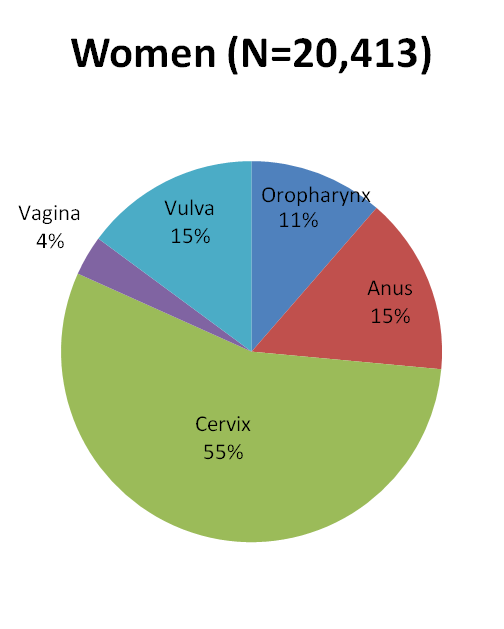 Women (N=20,413)
Oropharynx
11%
Anus
15%
Cervix
55%
Vagina
4%
Vulva
15%